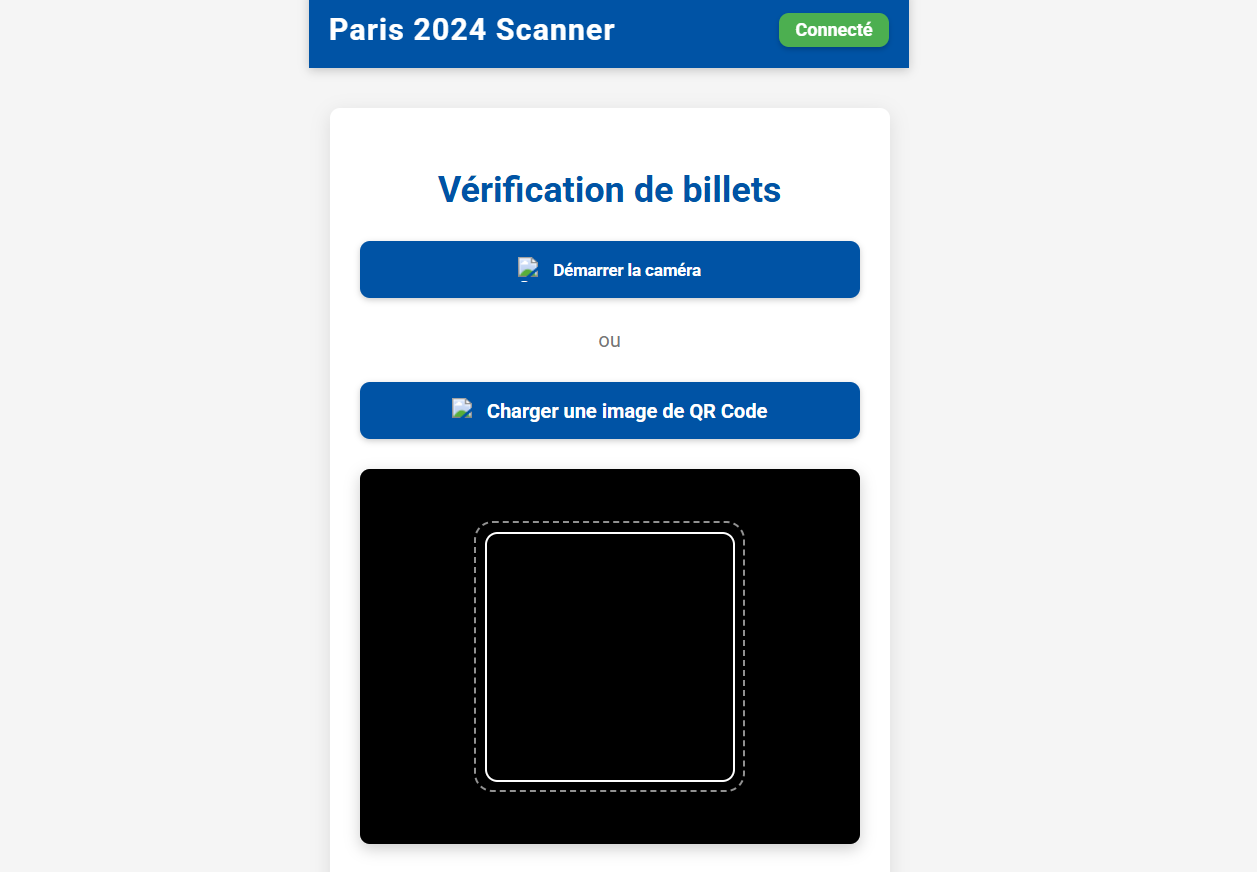 Paris 2024 Scanner
Connecté
Vérification de billets
Démarrer la caméra
ou
Charger une image de QR Code